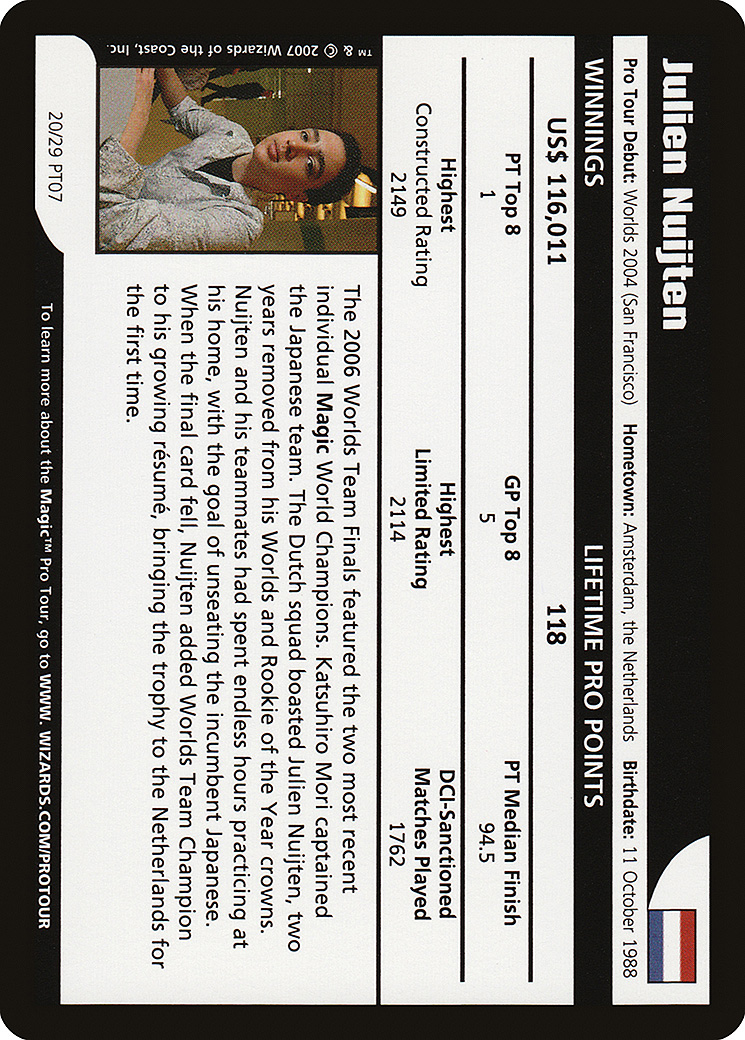 Julien Nuijten
Pro Tour Debut: Worlds 2004 (San Francisco) Hometown: Amsterdam, the Netherlands Birthdate: 11 October 1988
WINNINGS LIFETIME PRO POINTS
US$ 116,011 118
PT Top 8 GP Top 8 PT Median Finish
1 5 94.5
Highest Highest DCI-Sanctioned
Constructed Rating Limited Rating Matches Played
2149 2114 1762
The 2006 Worlds Team Finals featured the two most recent
individual Magic World Champions. Katsuhiro Mori captained
the Japanese team. The Dutch squad boasted Julien Nuijten, two
years removed from his Worlds and Rookie of the Year crowns.
Nuijten and his teammates had spent endless hours practicing at
his home, with the goal of unseating the incumbent Japanese.
When the final card fell, Nuijten added Worlds Team Champion
to his growing résumé, bringing the trophy to the Netherlands for
the first time.
™ & © 2007 Wizards of the Coast, Inc.
20/29 PT07
To learn more about the Magic™ Pro Tour, go to WWW. WIZARDS.COM/PROTOUR